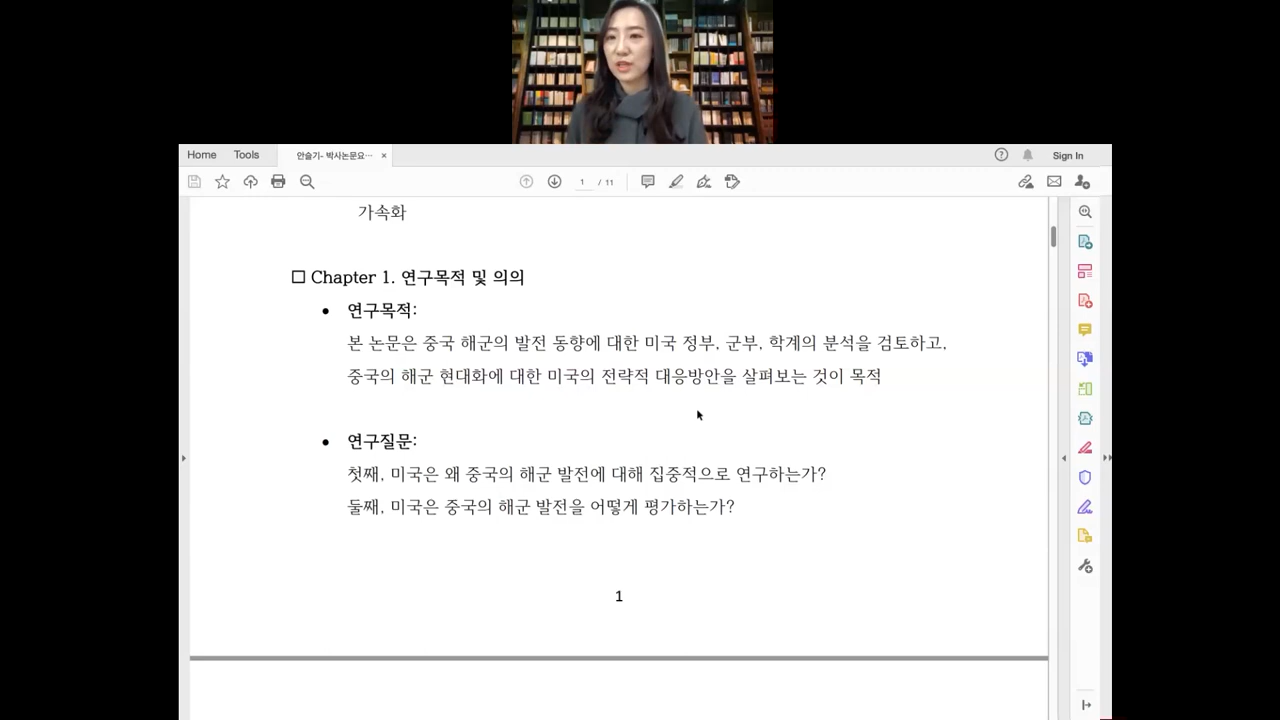 Home Tools 안슬기- 박사논문요... × Sign In
1 / 11
가속화
□ Chapter 1. 연구목적 및 의의
• 연구목적:
본 논문은 중국 해군의 발전 동향에 대한 미국 정부, 군부, 학계의 분석을 검토하고,
중국의 해군 현대화에 대한 미국의 전략적 대응방안을 살펴보는 것이 목적
• 연구질문:
첫째, 미국은 왜 중국의 해군 발전에 대해 집중적으로 연구하는가?
둘째, 미국은 중국의 해군 발전을 어떻게 평가하는가?
1